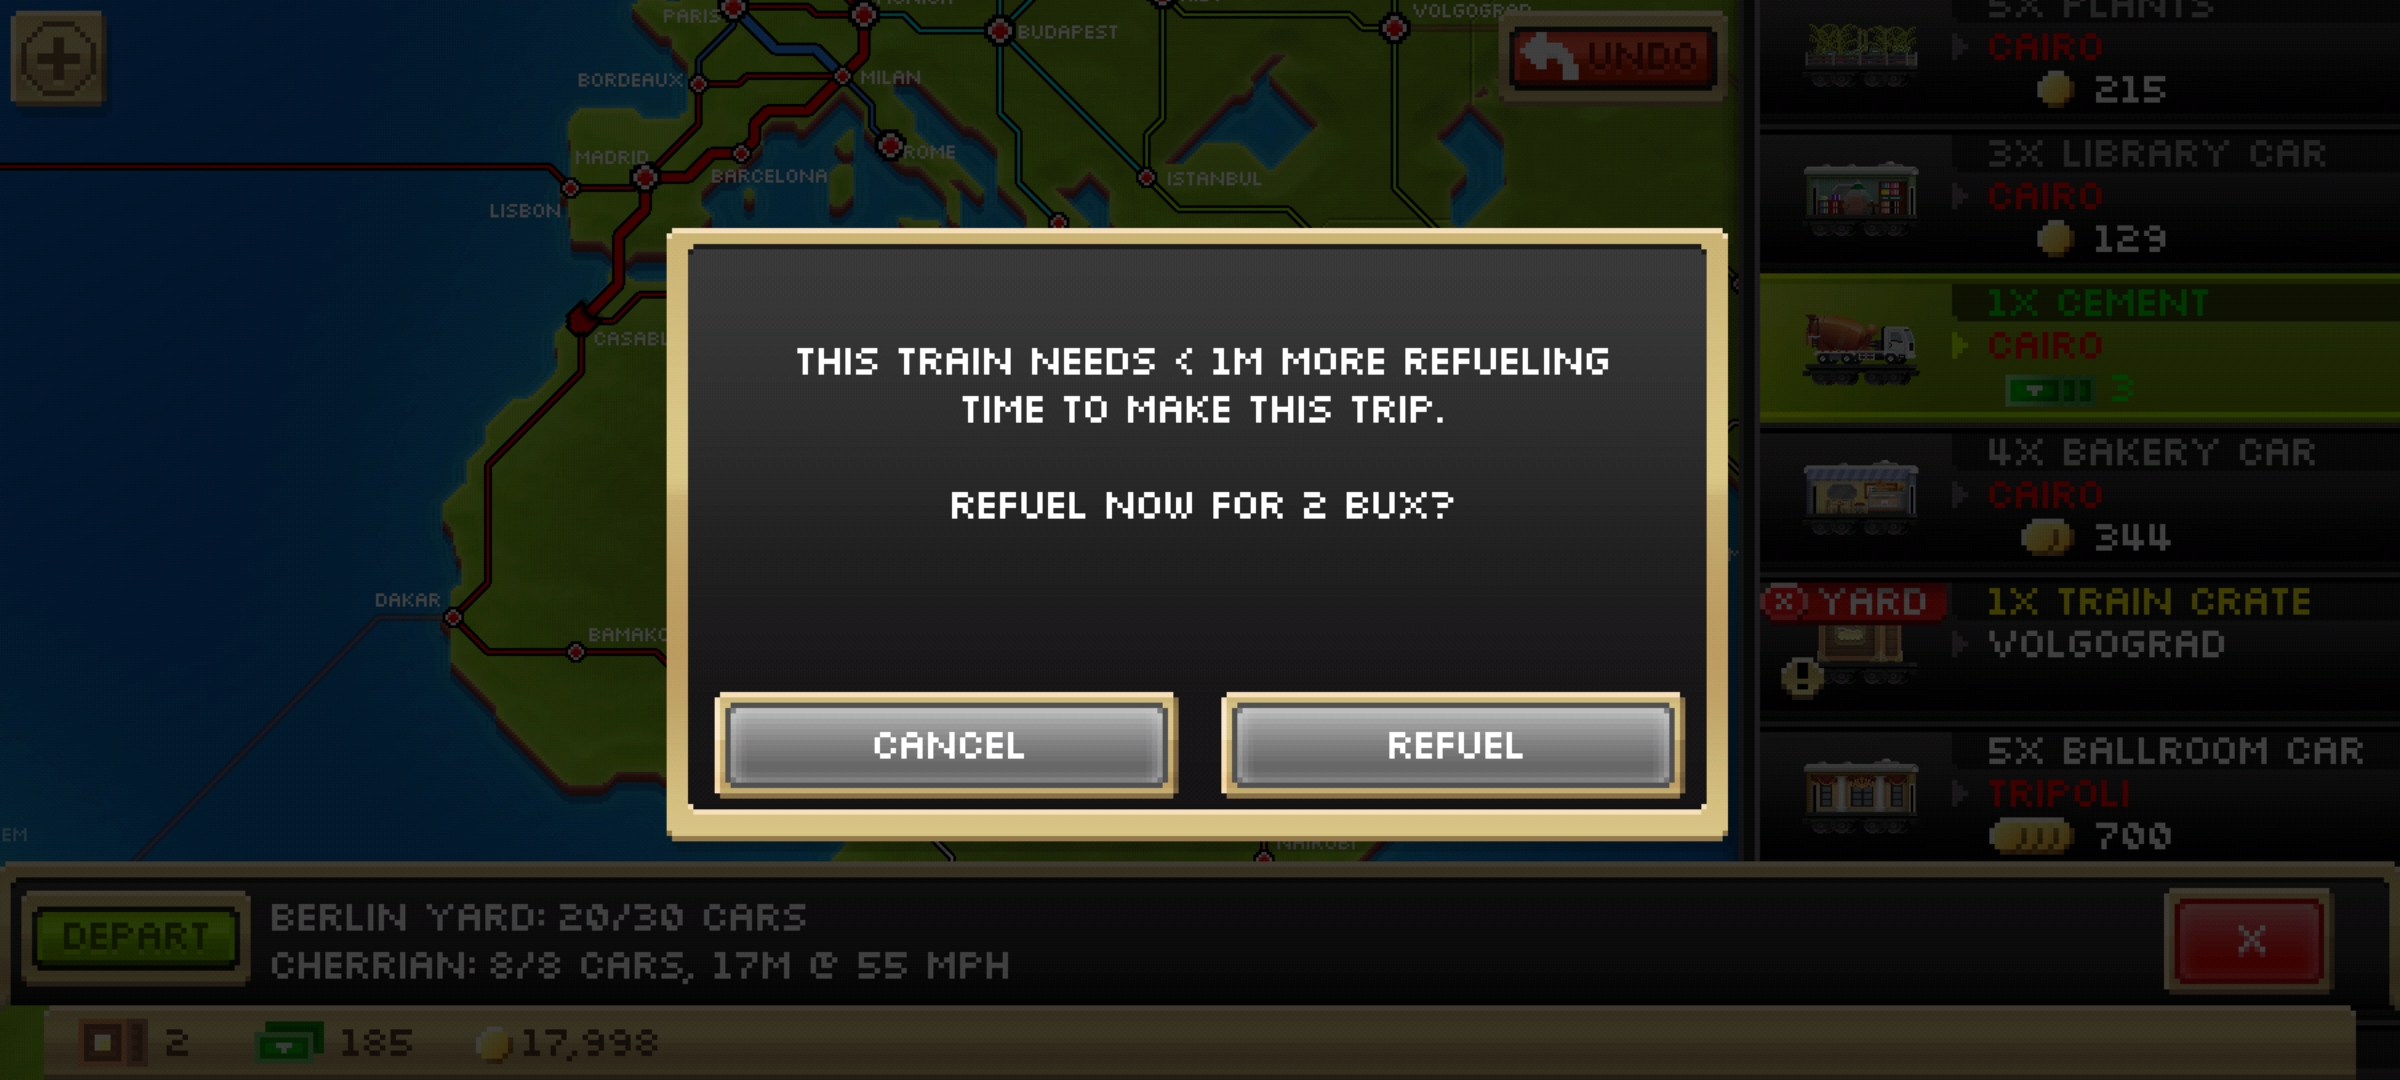 PARIS
BUDAPEST
VOLGOGRAD
UNDO
BORDEAUX
MILAN
MADRID
ROME
BARCELONA
ISTANBUL
LISBON
DAKAR
NAIROBI
THIS TRAIN NEEDS < 1M MORE REFUELING
TIME TO MAKE THIS TRIP.
REFUEL NOW FOR 2 BUX?
CANCEL
REFUEL
5X PLANTS
CAIRO
215
3X LIBRARY CAR
CAIRO
129
1X CEMENT
CAIRO
3
4X BAKERY CAR
CAIRO
344
YARD
1X TRAIN CRATE
VOLGOGRAD
5X BALLROOM CAR
TRIPOLI
700
DEPART
BERLIN YARD: 20/30 CARS
CHERRIAN: 8/8 CARS, 17M @ 55 MPH
X
2
185
17,998